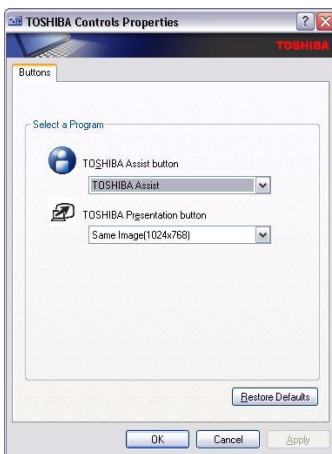 TOSHIBA Controls Properties
TOSHIBA
Buttons
Select a Program
TOSHIBA Assist button
TOSHIBA Assist
TOSHIBA Presentation button
Same Image(1024x768)
Restore Defaults
OK Cancel Apply